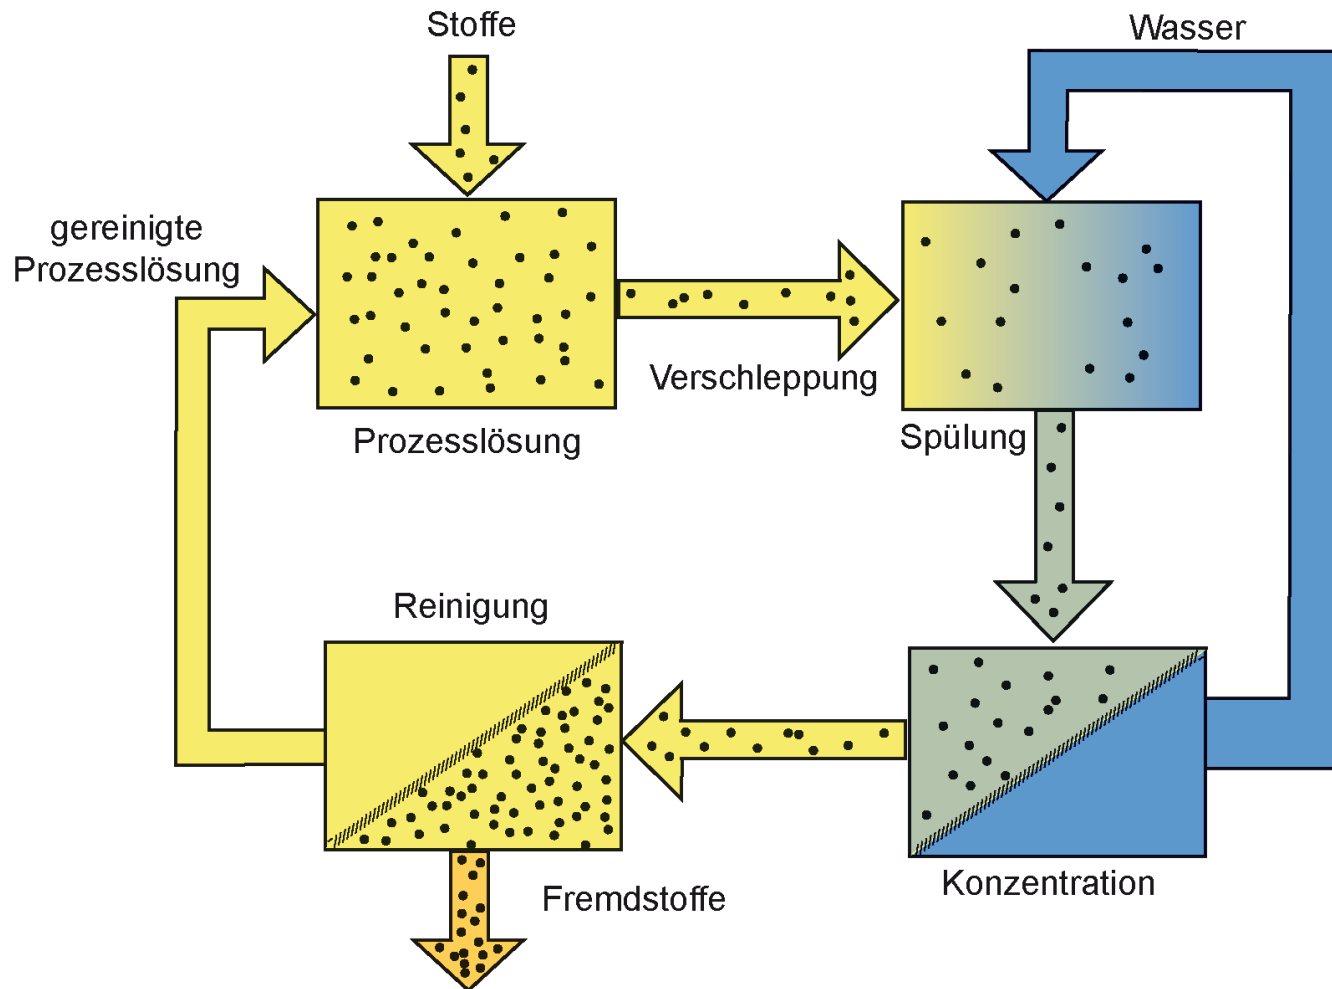 Stoffe
Wasser
gereinigte
Prozesslösung
Verschleppung
Prozesslösung
Spülung
Reinigung
Konzentration
Fremdstoffe